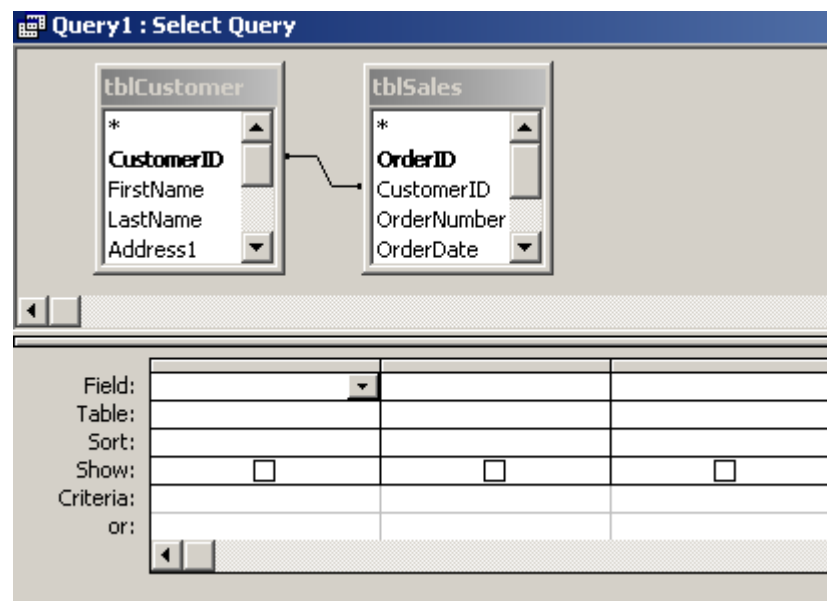 Query1 : Select Query
tblCustomer
*
CustomerID
FirstName
LastName
Address1
tblSales
*
OrderID
CustomerID
OrderNumber
OrderDate
Field:
Table:
Sort:
Show:
Criteria:
or: